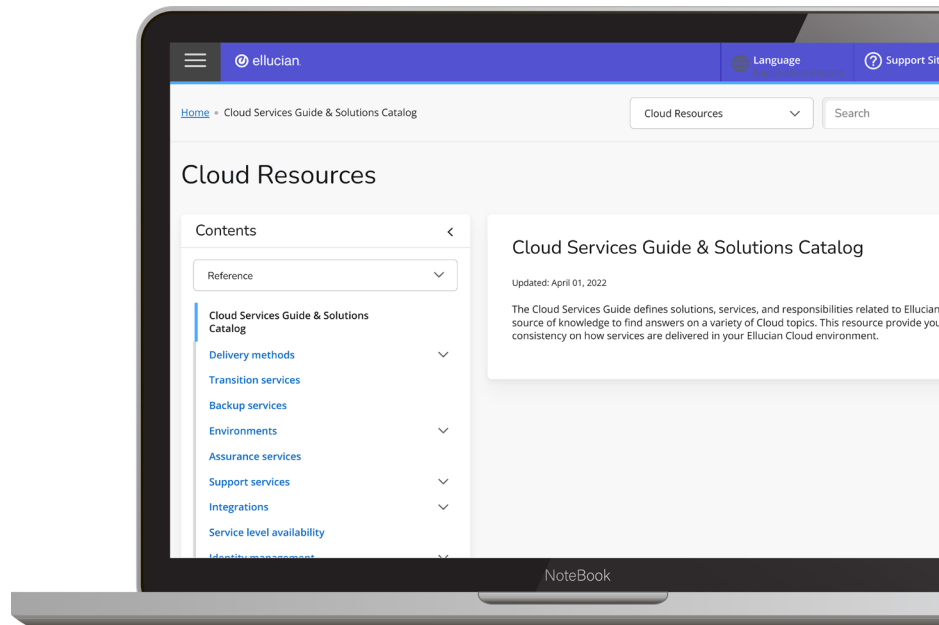 ellucian
Language
Support Sit
Home • Cloud Services Guide & Solutions Catalog
Cloud Resources
Search
Cloud Resources
Contents
Reference
Cloud Services Guide & Solutions
Catalog
Delivery methods
Transition services
Backup services
Environments
Assurance services
Support services
Integrations
Service level availability
Identity management
Cloud Services Guide & Solutions Catalog
Updated: April 01, 2022
The Cloud Services Guide defines solutions, services, and responsibilities related to Ellucian
source of knowledge to find answers on a variety of Cloud topics. This resource provide you
consistency on how services are delivered in your Ellucian Cloud environment.
NoteBook